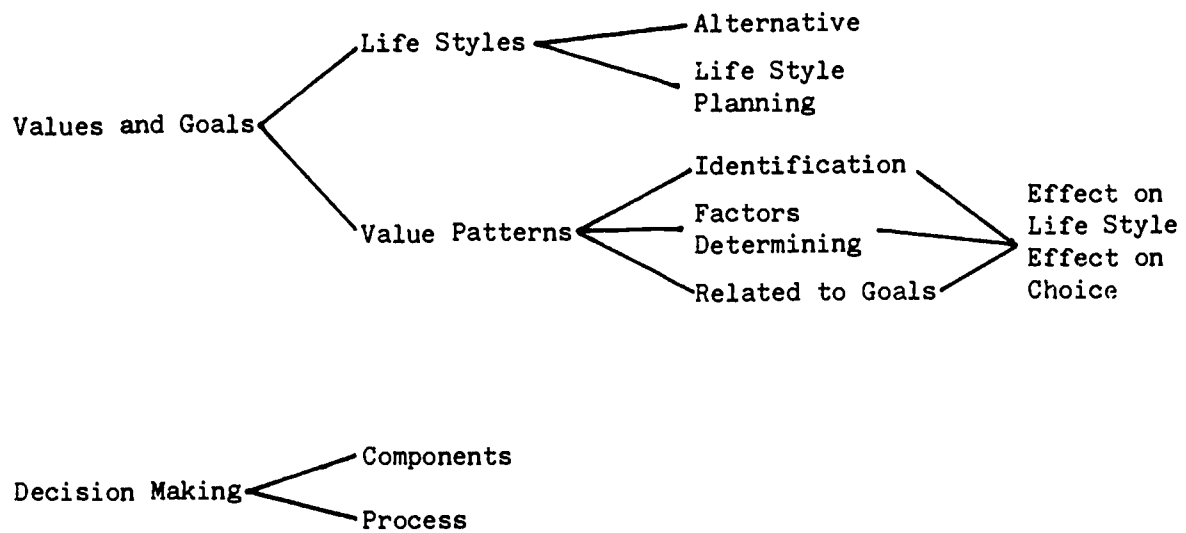 Alternative
Life Styles
Life Style
Planning
Values and Goals
Identification
Factors
Determining
Value Patterns
Related to Goals
Effect on
Life Style
Effect on
Choice
Components
Decision Making
Process